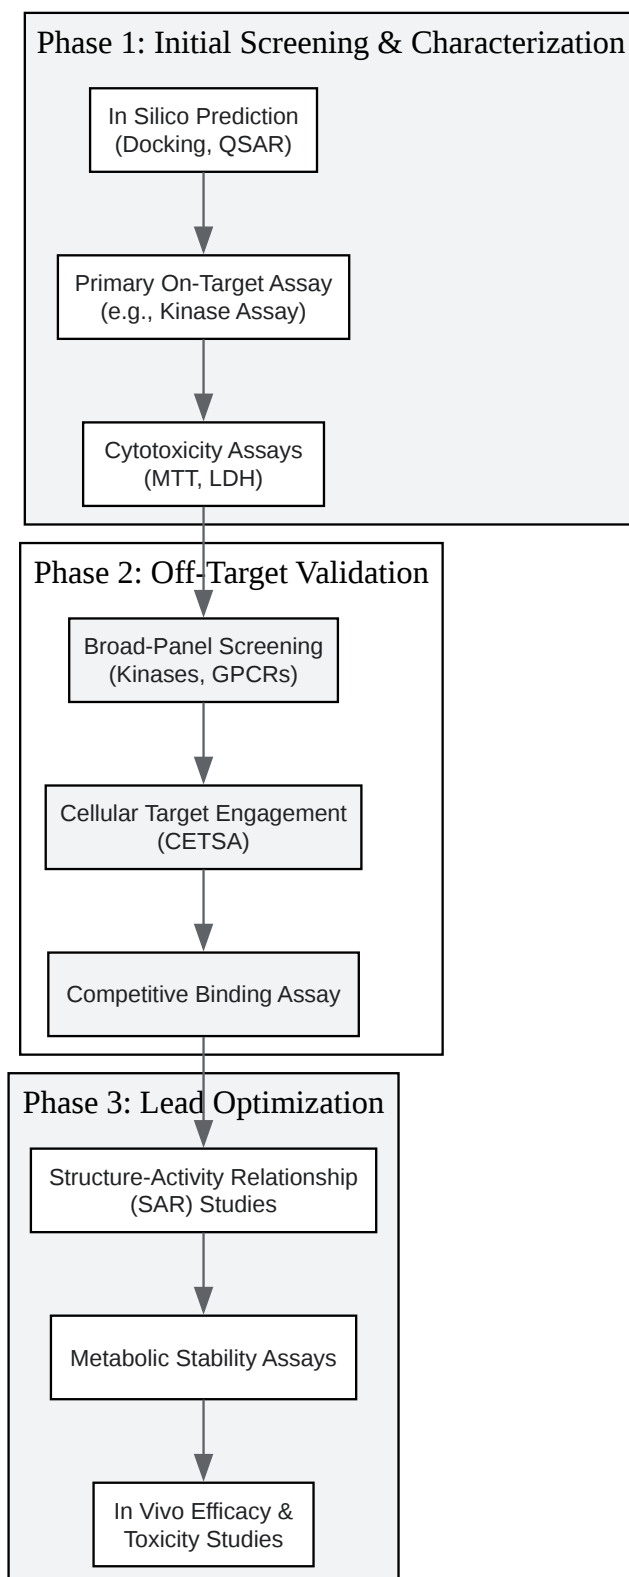 Phase 1: Initial Screening & Characterization
In Silico Prediction
(Docking, QSAR)
Primary On-Target Assay
(e.g., Kinase Assay)
Cytotoxicity Assays
(MTT, LDH)
Phase 2: Off-Target Validation
Broad-Panel Screening
(Kinases, GPCRs)
Cellular Target Engagement
(CETSA)
Competitive Binding Assay
Phase 3: Lead Optimization
Structure-Activity Relationship
(SAR) Studies
Metabolic Stability Assays
In Vivo Efficacy &
Toxicity Studies